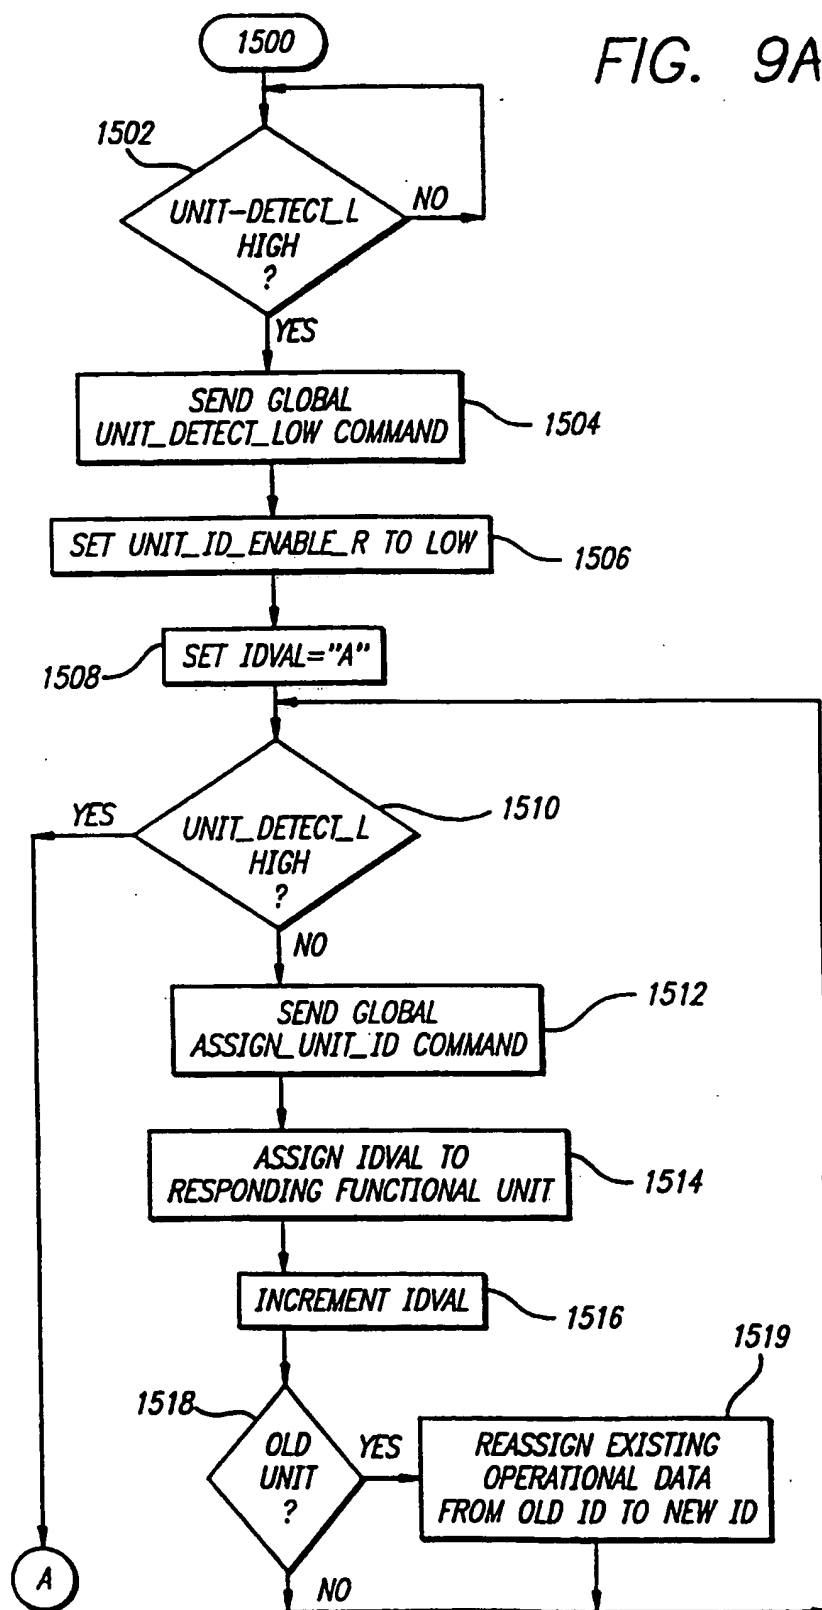 1500
FIG. 9A
1502
UNIT-DETECT_L
HIGH
?
NO
YES
SEND GLOBAL
UNIT_DETECT_LOW COMMAND
1504
SET UNIT_ID_ENABLE_R TO LOW
1506
SET IDVAL="A"
1508
YES
UNIT_DETECT_L
HIGH
?
1510
NO
SEND GLOBAL
ASSIGN_UNIT_ID COMMAND
1512
ASSIGN IDVAL TO
RESPONDING FUNCTIONAL UNIT
1514
INCREMENT IDVAL
1516
1518
OLD
UNIT
?
YES
1519
REASSIGN EXISTING
OPERATIONAL DATA
FROM OLD ID TO NEW ID
A
NO